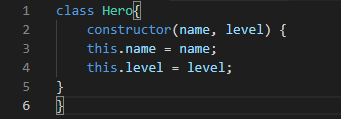 1 class Hero{
2     constructor(name, level) {
3     this.name = name;
4     this.level = level;
5 }
6 }